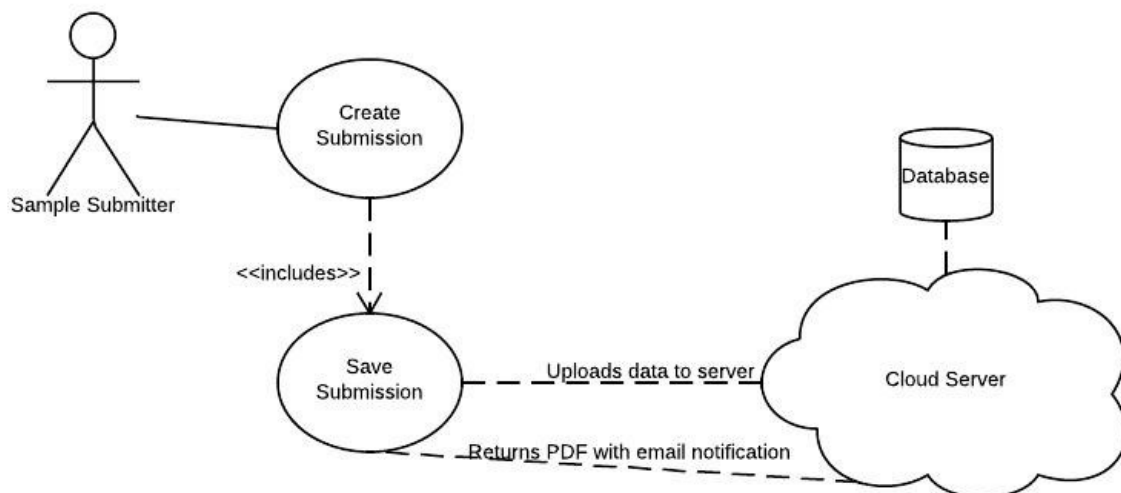 Create
Submission
Sample Submitter
Database
<<includes>>
Save
Submission
Uploads data to server
Cloud Server
Returns PDF with email notification